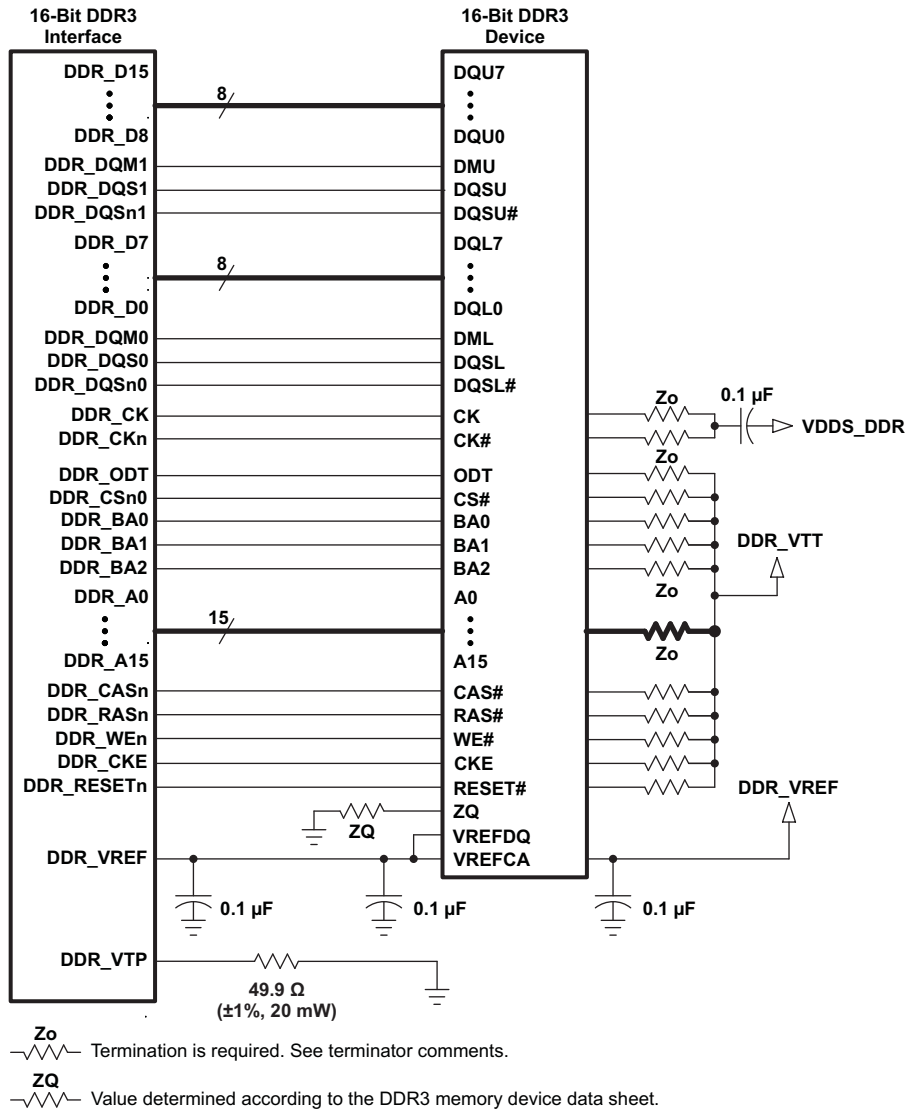 16-Bit DDR3
Interface
16-Bit DDR3
Device
DDR_D15
8
DQU7
DDR_D8
DQU0
DDR_DQM1
DMU
DDR_DQS1
DQSU
DDR_DQSn1
DQSU#
DDR_D7
8
DQL7
DDR_D0
DQL0
DDR_DQM0
DML
DDR_DQS0
DQSL
DDR_DQSn0
DQSL#
DDR_CK
CK
Zo
0.1 µF
VDDS_DDR
DDR_CKn
CK#
Zo
DDR_ODT
ODT
DDR_CSn0
CS#
DDR_BA0
BA0
DDR_BA1
BA1
DDR_VTT
DDR_BA2
BA2
Zo
DDR_A0
A0
15
Zo
DDR_A15
A15
DDR_CASn
CAS#
DDR_RASn
RAS#
DDR_WEn
WE#
DDR_CKE
CKE
DDR_RESETn
RESET#
DDR_VREF
ZQ
ZQ
VREFDQ
DDR_VREF
VREFCA
0.1 µF
0.1 µF
0.1 µF
DDR_VTP
49.9 Ω
(±1%, 20 mW)
Zo
Termination is required. See terminator comments.
ZQ
Value determined according to the DDR3 memory device data sheet.